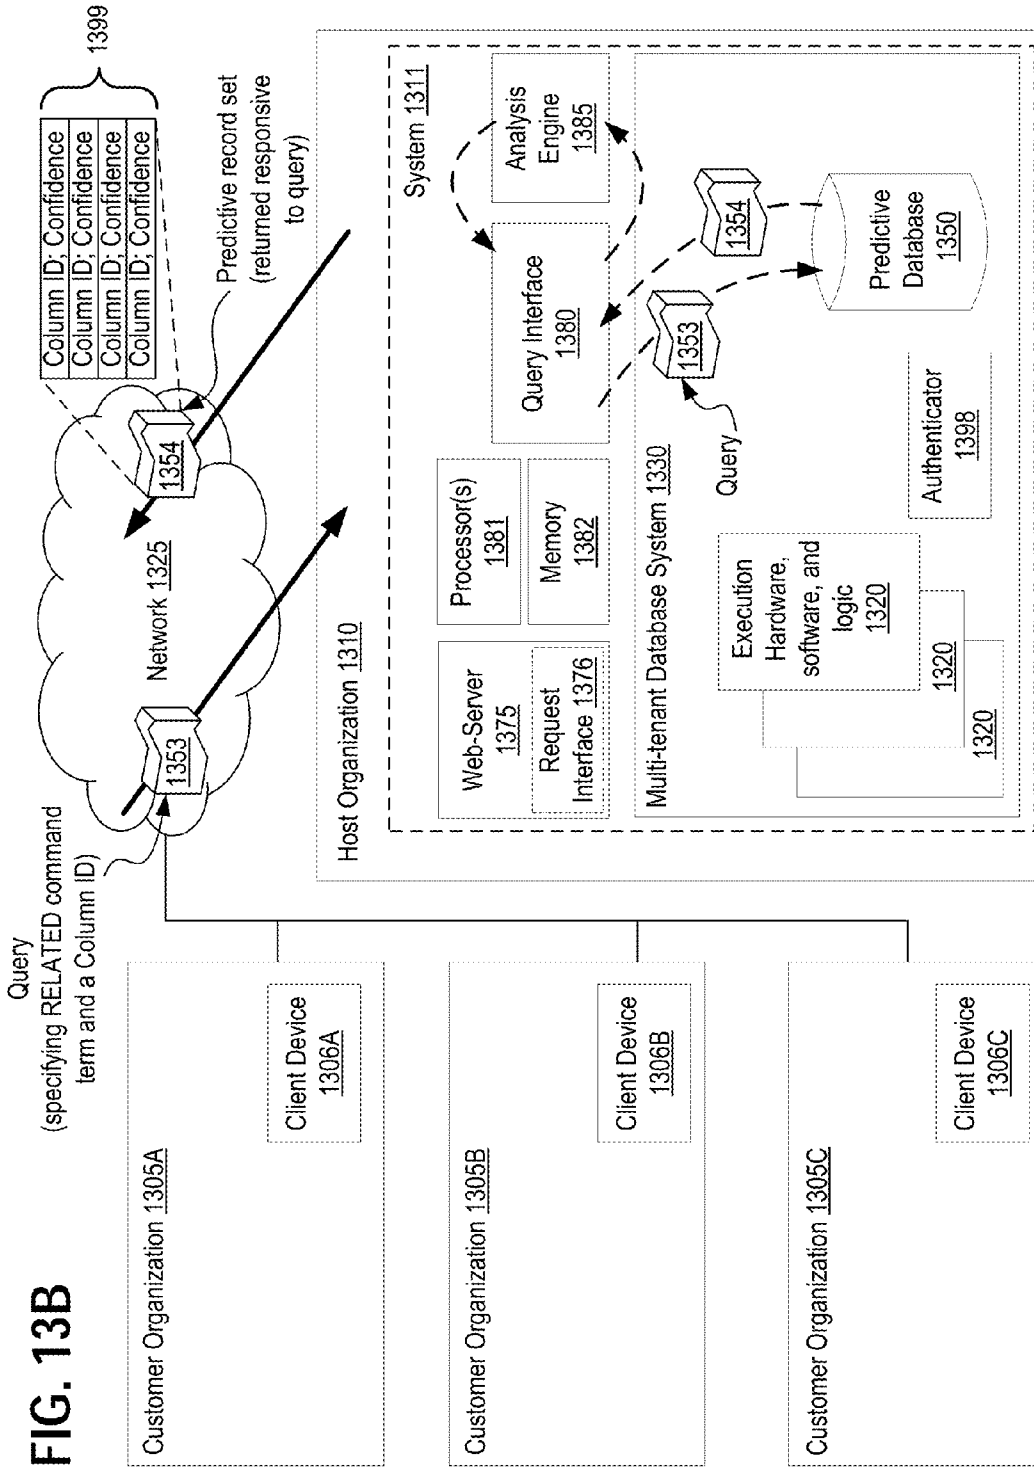 FIG. 13B
Query
(specifying RELATED command
term and a Column ID)
Customer Organization 1305A
Client Device
1306A
Customer Organization 1305B
Client Device
1306B
Customer Organization 1305C
Client Device
1306C
1353
Network 1325
1354
Column ID; Confidence
Column ID; Confidence
Column ID; Confidence
Column ID; Confidence
1399
Predictive record set
(returned responsive
to query)
Host Organization 1310
System 1311
Web-Server
1375
Request
Interface 1376
Processor(s)
1381
Memory
1382
Query Interface
1380
Analysis
Engine
1385
Multi-tenant Database System 1330
Query
1353
1354
Execution
Hardware,
software, and
logic
1320
1320
1320
Authenticator
1398
Predictive
Database
1350